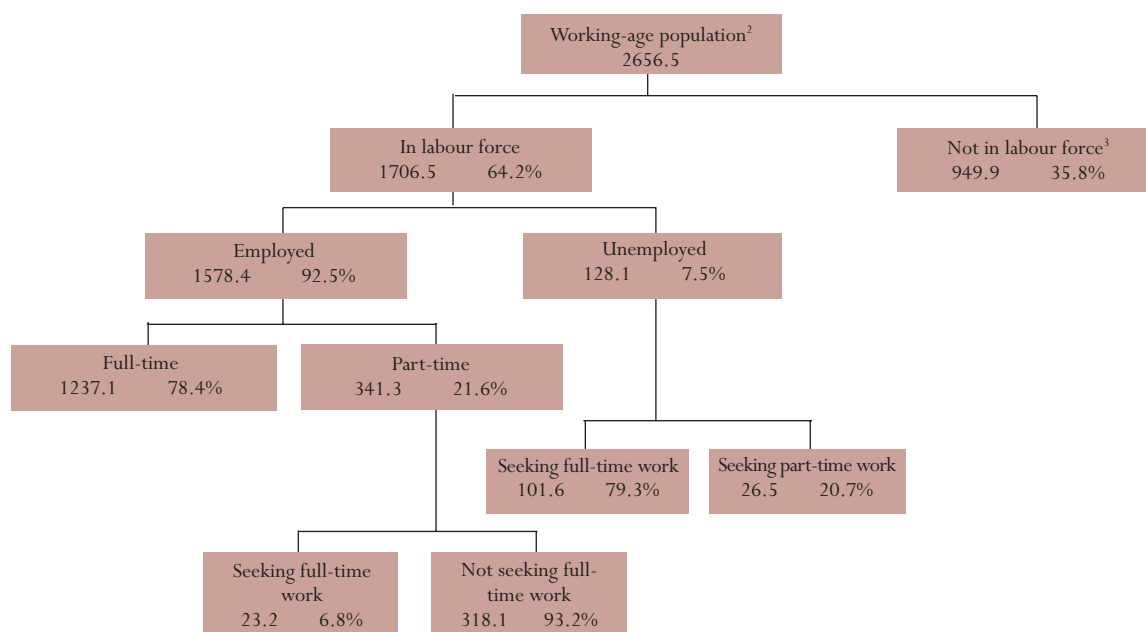 Working-age population²
2656.5
In labour force
1706.5 64.2%
Not in labour force³
949.9 35.8%
Employed
1578.4 92.5%
Unemployed
128.1 7.5%
Full-time
1237.1 78.4%
Part-time
341.3 21.6%
Seeking full-time work
101.6 79.3%
Seeking part-time work
26.5 20.7%
Seeking full-time
work
23.2 6.8%
Not seeking full-
time work
318.1 93.2%